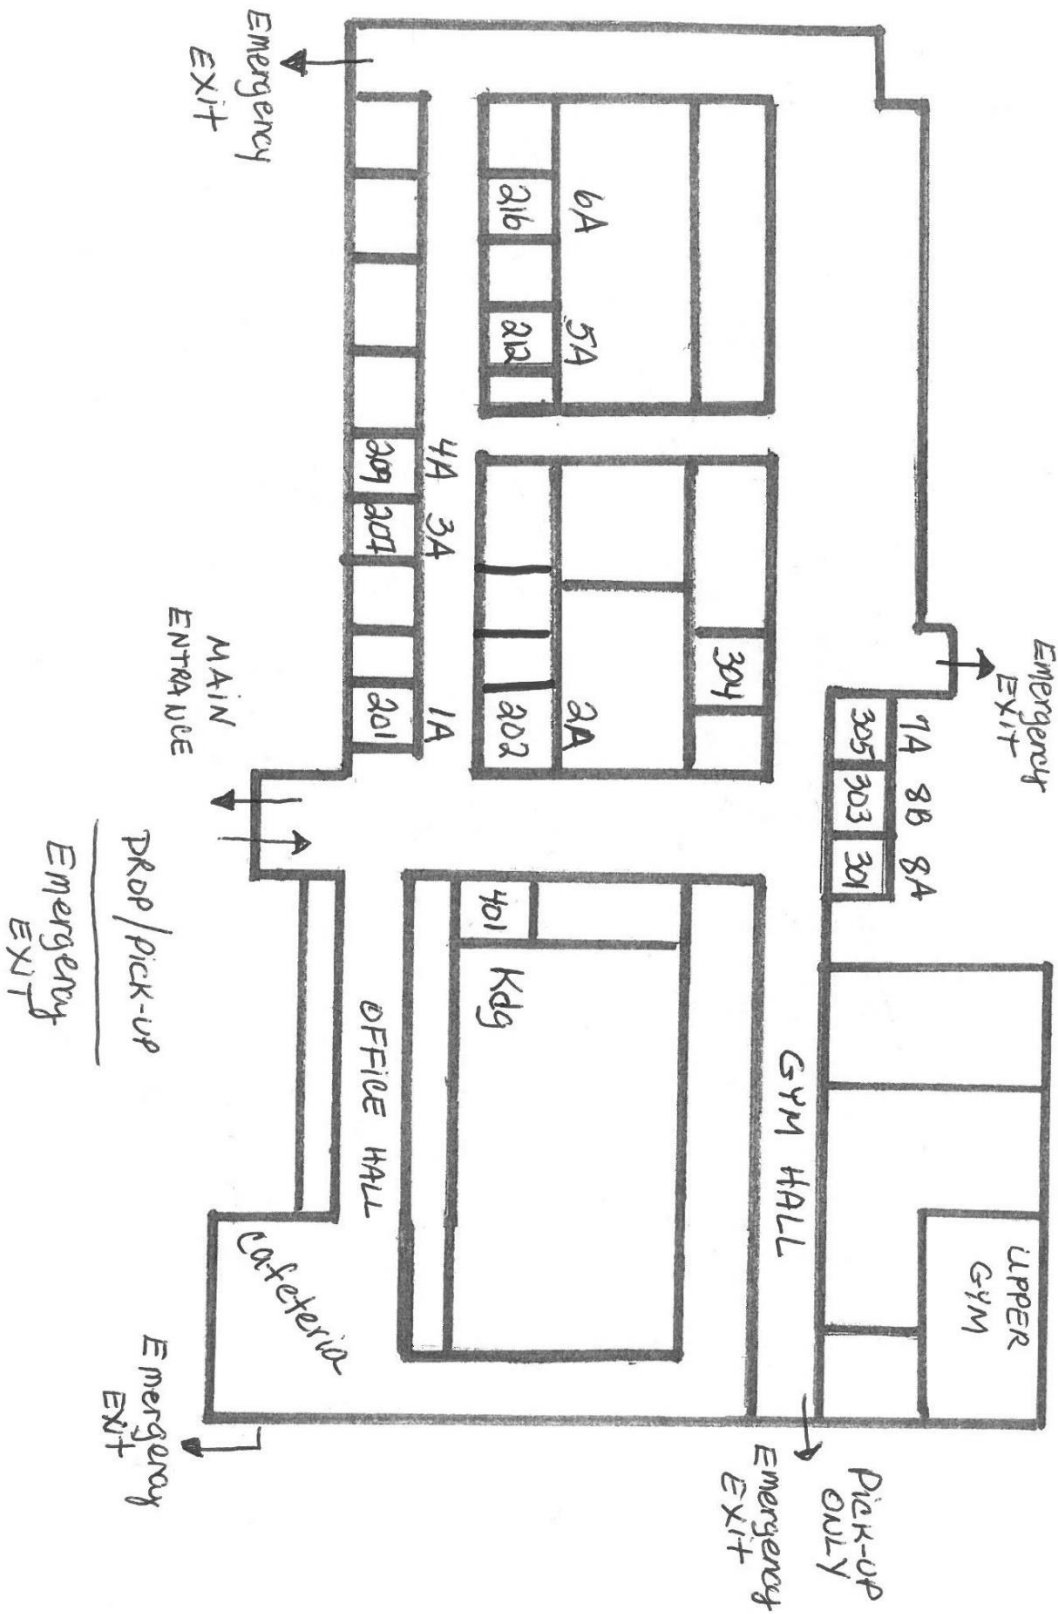 Emergency
EXit
6A
216
5A
212
4A
209
3A
207
1A
201
2A
202
304
Emergency
EXit
7A
305
8B
303
8A
301
MAIN
ENTRANCE
DROP/PICK-UP
Emergency
EXIT
401
Kdg
OFFICE HALL
GYM HALL
UPPER
GYM
Cafeteria
Emergency
EXit
PICK-UP
ONLY
Emergency
EXit